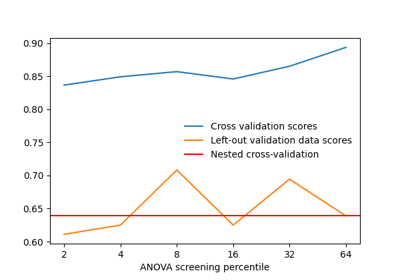 0.90
0.85
0.80
0.75
0.70
0.65
0.60
Cross validation scores
Left-out validation data scores
Nested cross-validation
2 4 8 16 32 64
ANOVA screening percentile